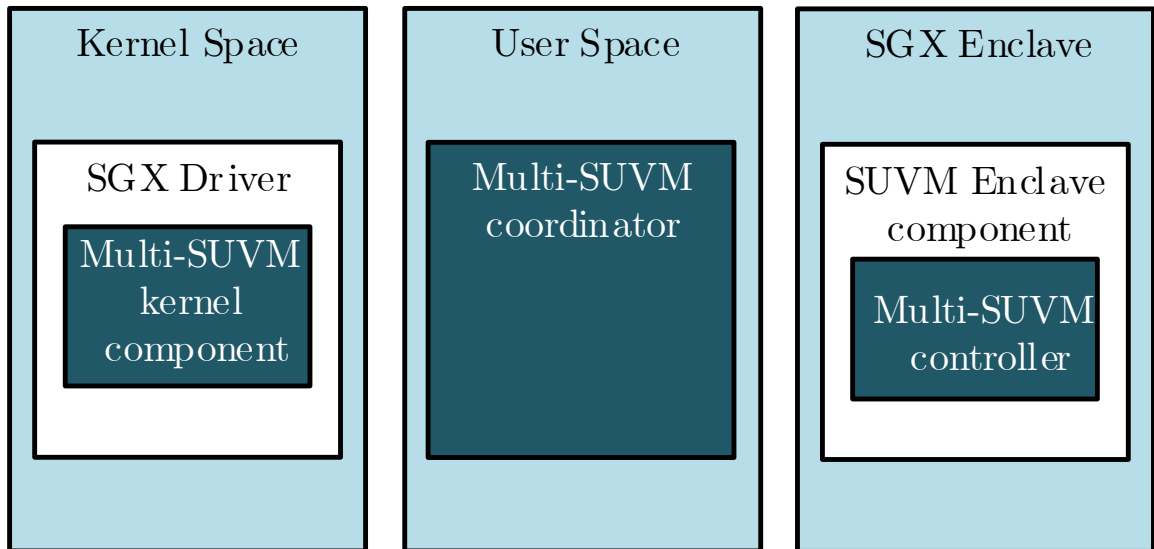 Kernel Space
SGX Driver
Multi-SUVM
kernel
component
User Space
Multi-SUVM
coordinator
SGX Enclave
SUVM Enclave
component
Multi-SUVM
controller